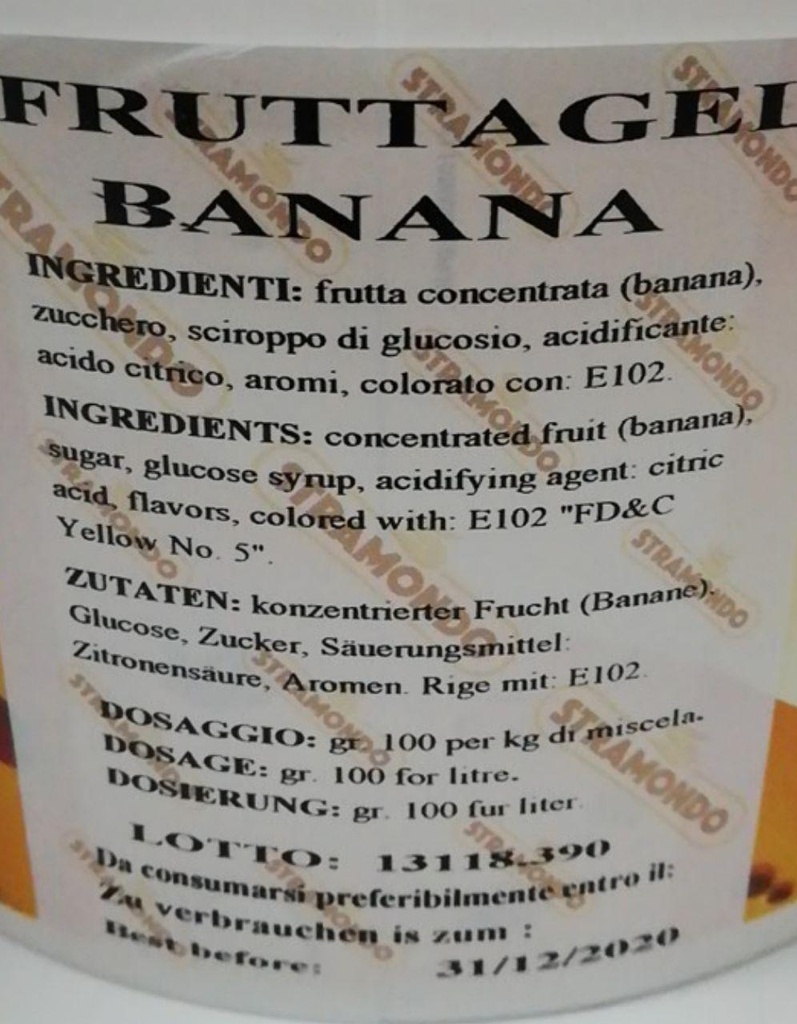 FRUTTAGEL
BANANA
INGREDIENTI: frutta concentrata (banana),
zucchero, sciroppo di glucosio, acidificante:
acido citrico, aromi, colorato con: E102.
INGREDIENTS: concentrated fruit (banana),
sugar, glucose syrup, acidifying agent: citric
acid, flavors, colored with: E102 "FD&C
Yellow No. 5".
ZUTATEN: konzentrierter Frucht (Banane).
Glucose, Zucker, Säuerungsmittel:
Zitronensäure, Aromen. Rige mit: E102.
DOSAGGIO: gr. 100 per kg di miscela.
DOSAGE: gr. 100 for litre.
DOSIERUNG: gr. 100 fur liter.
LOTTO: 13118.390
Da consumarsi preferibilmente entro il:
Zu verbrauchen is zum :
Best before: 31/12/2020
STRAMONDO